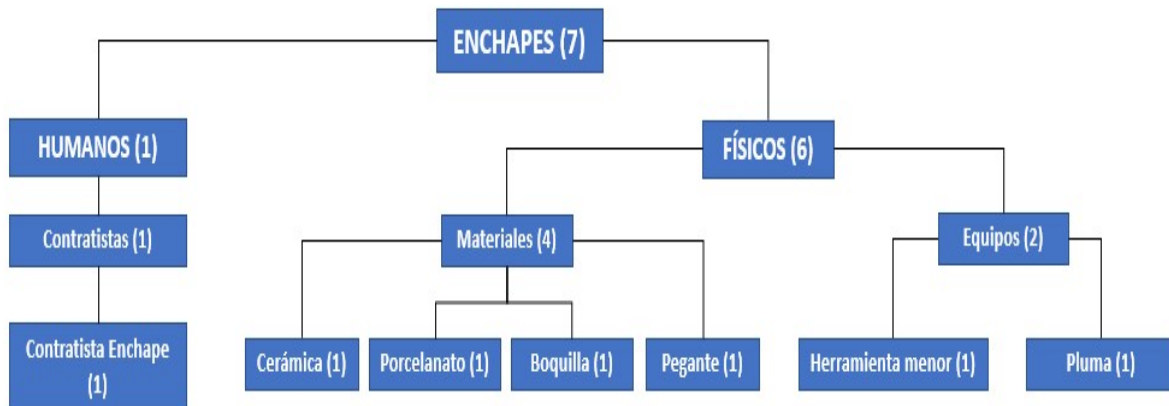 ENCHAPES (7)
HUMANOS (1)
FÍSICOS (6)
Contratistas (1)
Materiales (4)
Equipos (2)
Contratista Enchape
(1)
Cerámica (1)
Porcelanato (1)
Boquilla (1)
Pegante (1)
Herramienta menor (1)
Pluma (1)